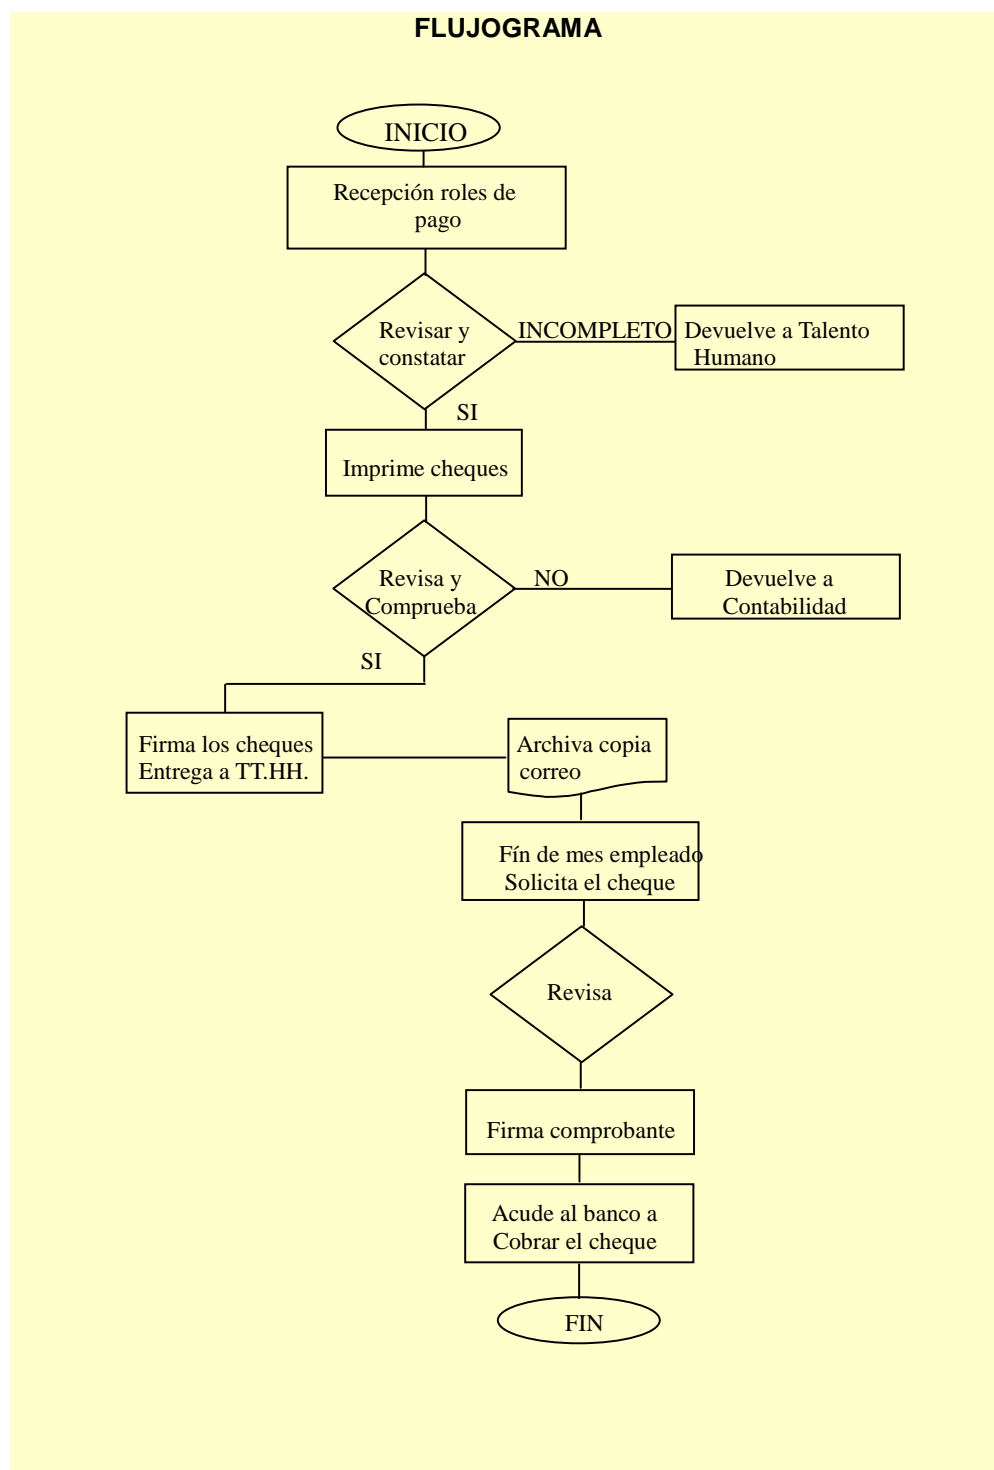 FLUJOGRAMA
INICIO
Recepción roles de
pago
Revisar y
constatar
INCOMPLETO
Devuelve a Talento
Humano
SI
Imprime cheques
Revisa y
Comprueba
NO
Devuelve a
Contabilidad
SI
Firma los cheques
Entrega a TT.HH.
Archiva copia
correo
Fín de mes empleado
Solicita el cheque
Revisa
Firma comprobante
Acude al banco a
Cobrar el cheque
FIN